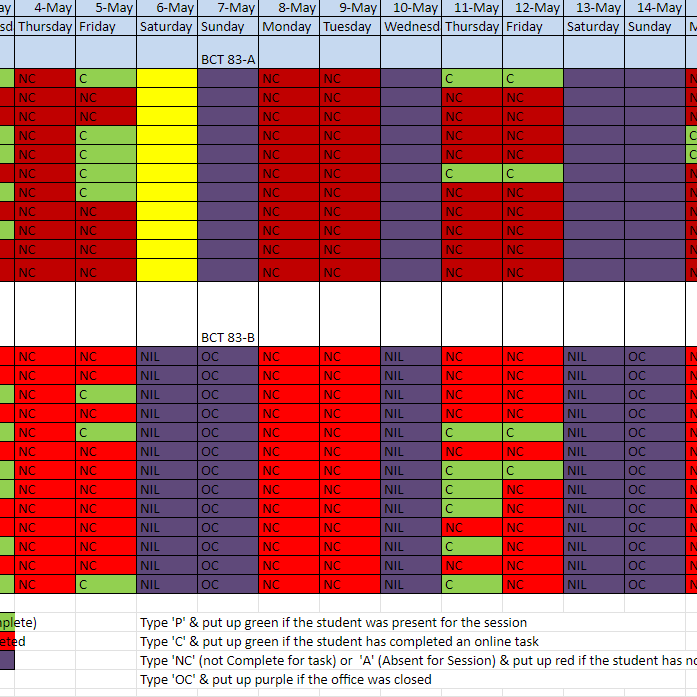 ay 4-May 5-May 6-May 7-May 8-May 9-May 10-May 11-May 12-May 13-May 14-May
sd Thursday Friday Saturday Sunday Monday Tuesday Wednesd Thursday Friday Saturday Sunday M
BCT 83-A
NC C NC NC C C N
NC NC NC NC NC NC N
NC NC NC NC NC NC N
NC C NC NC NC NC C
NC C NC NC NC NC C
NC C NC NC C C N
NC C NC NC NC NC N
NC NC NC NC NC NC N
NC NC NC NC NC NC N
NC NC NC NC NC NC N
NC NC NC NC NC NC N
BCT 83-B
NC NC NIL OC NC NC NIL NC NC NIL OC N
NC NC NIL OC NC NC NIL NC NC NIL OC N
NC C NIL OC NC NC NIL NC NC NIL OC N
NC NC NIL OC NC NC NIL NC NC NIL OC N
NC C NIL OC NC NC NIL C C NIL OC N
NC NC NIL OC NC NC NIL NC NC NIL OC N
NC NC NIL OC NC NC NIL C C NIL OC N
NC NC NIL OC NC NC NIL C NC NIL OC N
NC NC NIL OC NC NC NIL C NC NIL OC N
NC NC NIL OC NC NC NIL NC NC NIL OC N
NC NC NIL OC NC NC NIL C NC NIL OC N
NC NC NIL OC NC NC NIL NC NC NIL OC N
NC C NIL OC NC NC NIL C NC NIL OC N
plete) Type 'P' & put up green if the student was present for the session
eted Type 'C' & put up green if the student has completed an online task
Type 'NC' (not Complete for task) or 'A' (Absent for Session) & put up red if the student has no
Type 'OC' & put up purple if the office was closed